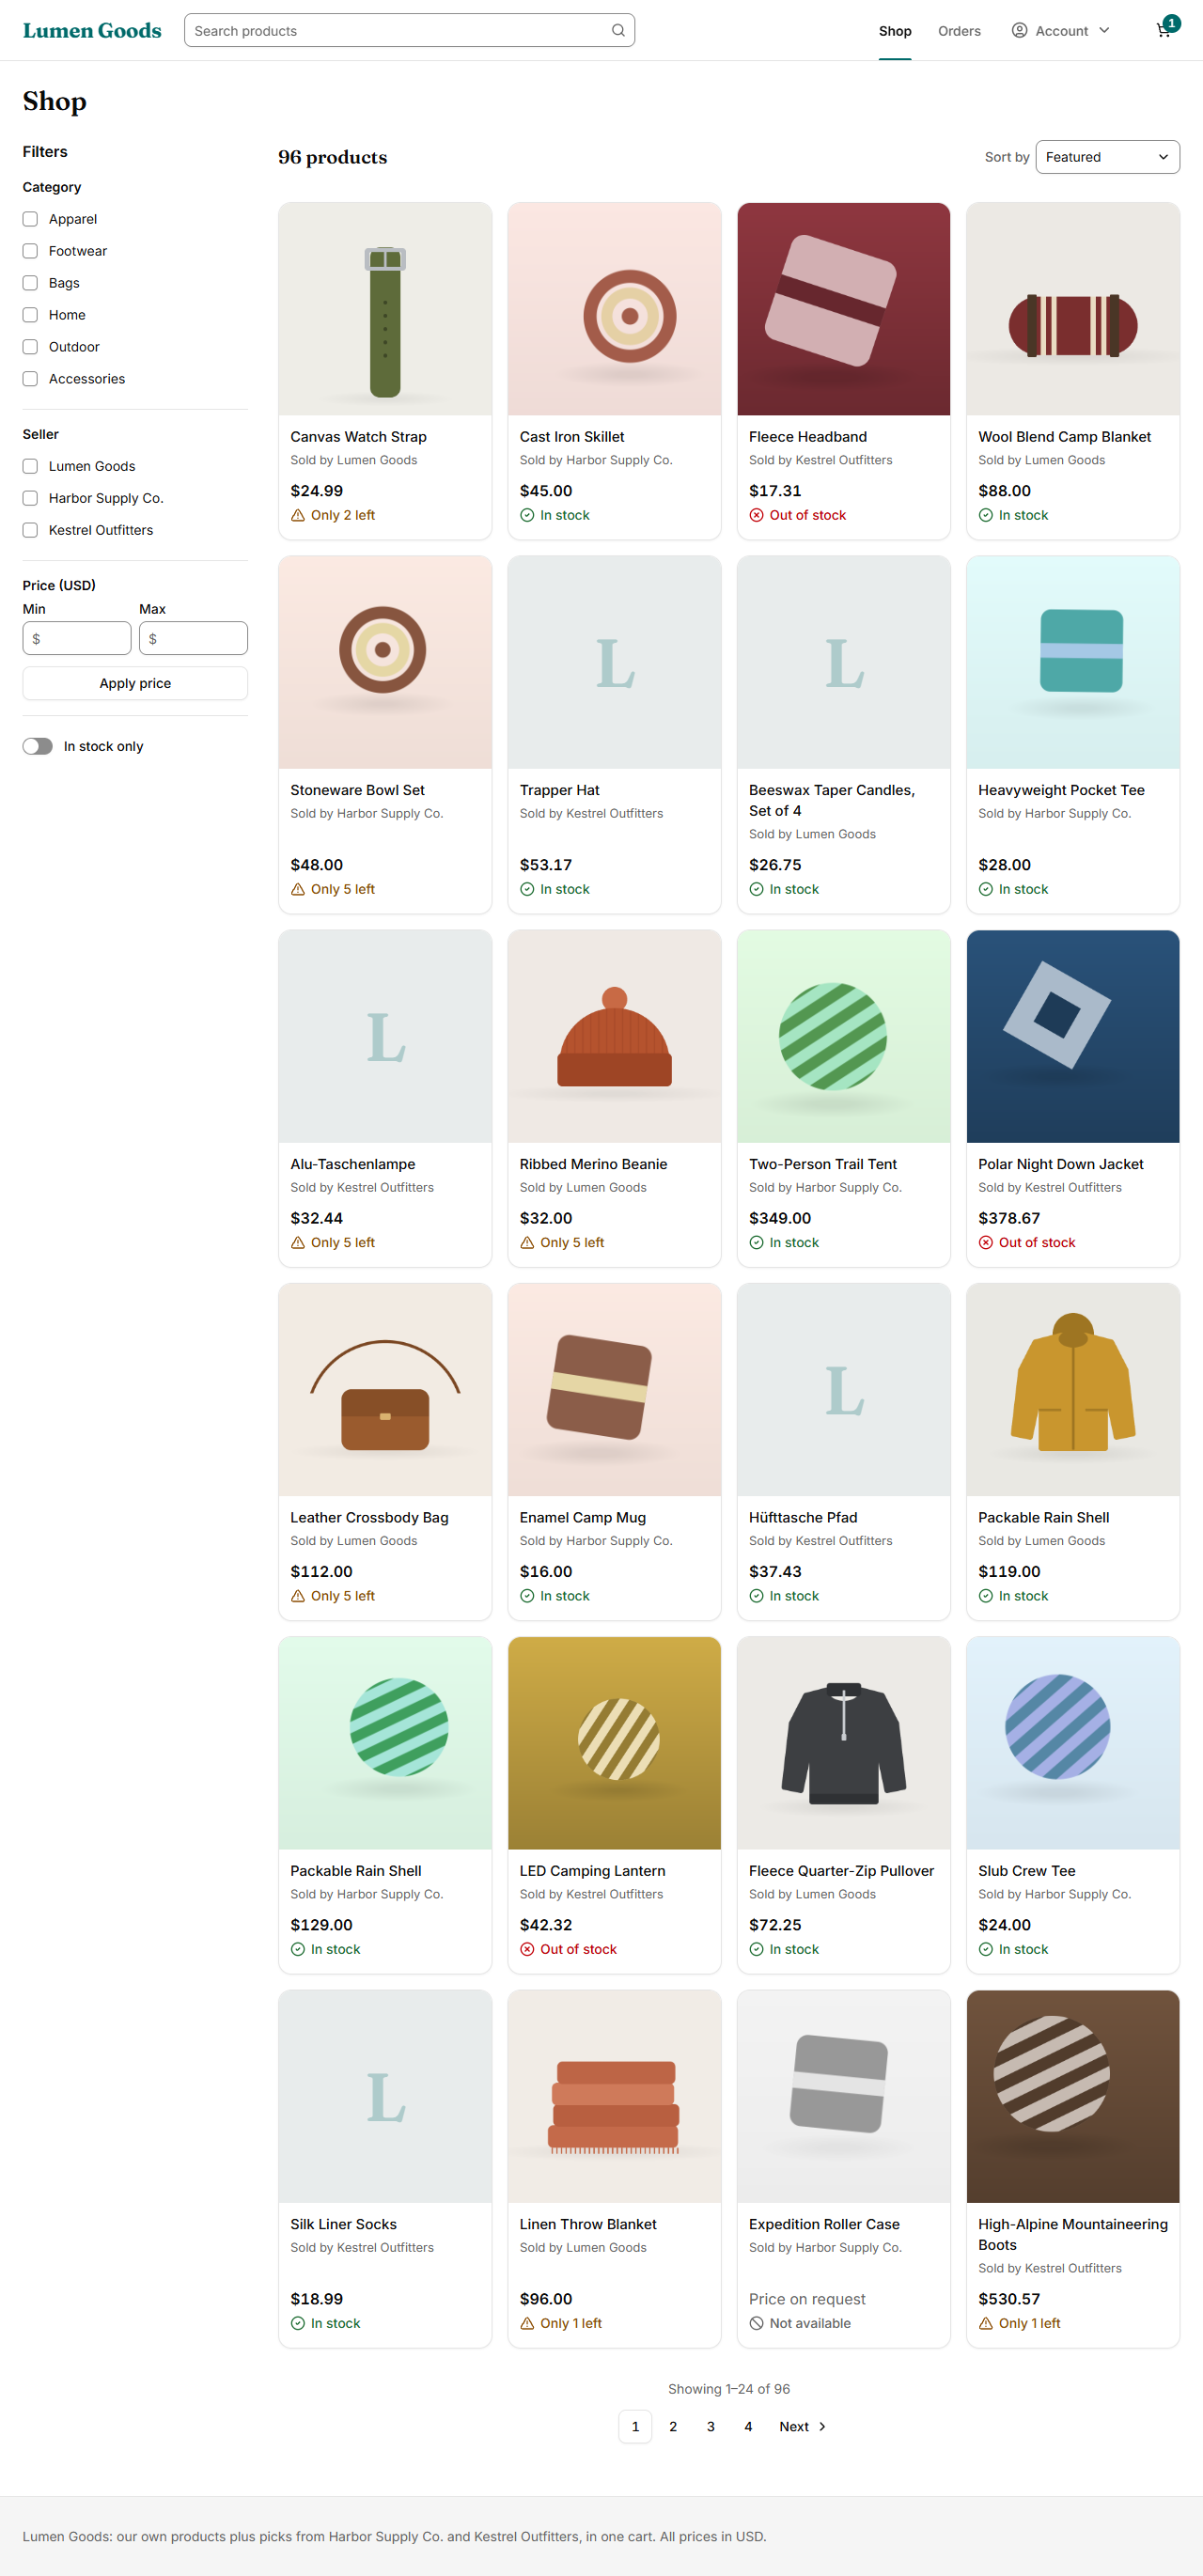 Lumen Goods
Search products
Shop
Orders
Account
1
Shop
Filters
Category
Apparel
Footwear
Bags
Home
Outdoor
Accessories
Seller
Lumen Goods
Harbor Supply Co.
Kestrel Outfitters
Price (USD)
Min Max
$ $
Apply price
In stock only
96 products
Sort by Featured
Canvas Watch Strap
Sold by Lumen Goods
$24.99
Only 2 left
Cast Iron Skillet
Sold by Harbor Supply Co.
$45.00
In stock
Fleece Headband
Sold by Kestrel Outfitters
$17.31
Out of stock
Wool Blend Camp Blanket
Sold by Lumen Goods
$88.00
In stock
Stoneware Bowl Set
Sold by Harbor Supply Co.
$48.00
Only 5 left
L
Trapper Hat
Sold by Kestrel Outfitters
$53.17
In stock
L
Beeswax Taper Candles,
Set of 4
Sold by Lumen Goods
$26.75
In stock
Heavyweight Pocket Tee
Sold by Harbor Supply Co.
$28.00
In stock
L
Alu-Taschenlampe
Sold by Kestrel Outfitters
$32.44
Only 5 left
Ribbed Merino Beanie
Sold by Lumen Goods
$32.00
Only 5 left
Two-Person Trail Tent
Sold by Harbor Supply Co.
$349.00
In stock
Polar Night Down Jacket
Sold by Kestrel Outfitters
$378.67
Out of stock
Leather Crossbody Bag
Sold by Lumen Goods
$112.00
Only 5 left
Enamel Camp Mug
Sold by Harbor Supply Co.
$16.00
In stock
L
Hüfttasche Pfad
Sold by Kestrel Outfitters
$37.43
In stock
Packable Rain Shell
Sold by Lumen Goods
$119.00
In stock
Packable Rain Shell
Sold by Harbor Supply Co.
$129.00
In stock
LED Camping Lantern
Sold by Kestrel Outfitters
$42.32
Out of stock
Fleece Quarter-Zip Pullover
Sold by Lumen Goods
$72.25
In stock
Slub Crew Tee
Sold by Harbor Supply Co.
$24.00
In stock
L
Silk Liner Socks
Sold by Kestrel Outfitters
$18.99
In stock
Linen Throw Blanket
Sold by Lumen Goods
$96.00
Only 1 left
Expedition Roller Case
Sold by Harbor Supply Co.
Price on request
Not available
High-Alpine Mountaineering
Boots
Sold by Kestrel Outfitters
$530.57
Only 1 left
Showing 1–24 of 96
1 2 3 4 Next
Lumen Goods: our own products plus picks from Harbor Supply Co. and Kestrel Outfitters, in one cart. All prices in USD.